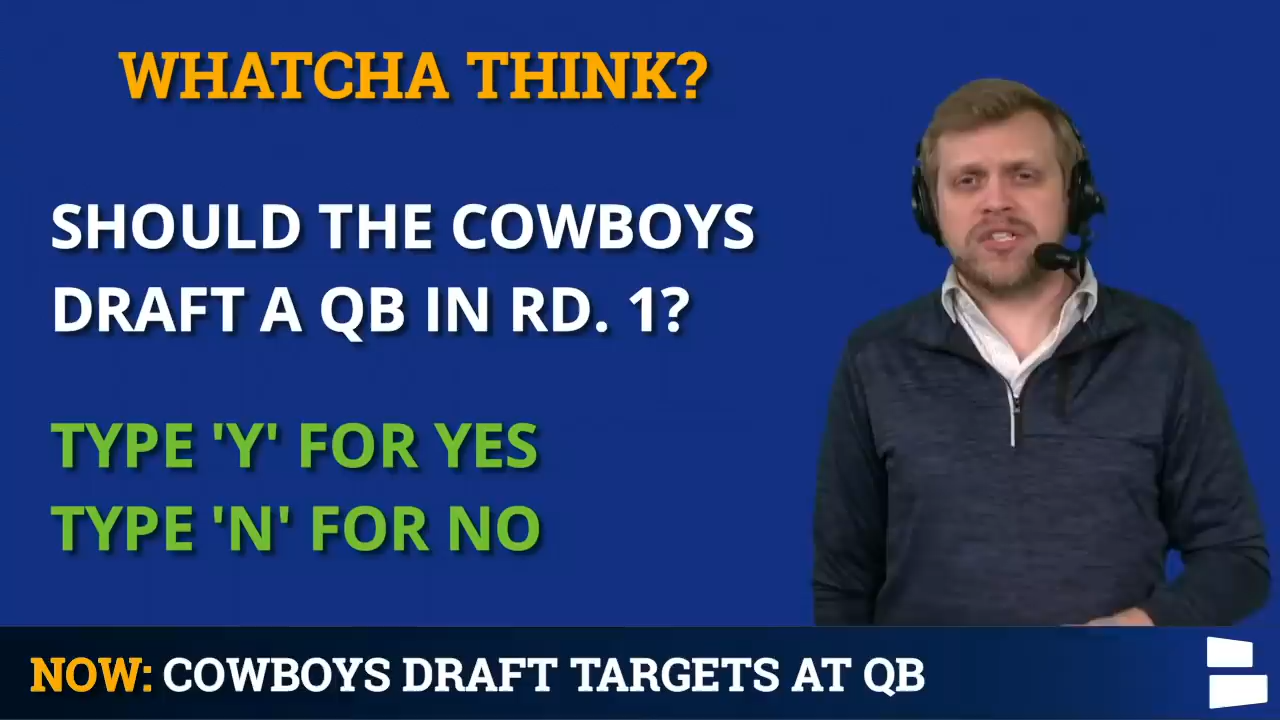 WHATCHA THINK?
SHOULD THE COWBOYS
DRAFT A QB IN RD. 1?
TYPE 'Y' FOR YES
TYPE 'N' FOR NO
NOW: COWBOYS DRAFT TARGETS AT QB